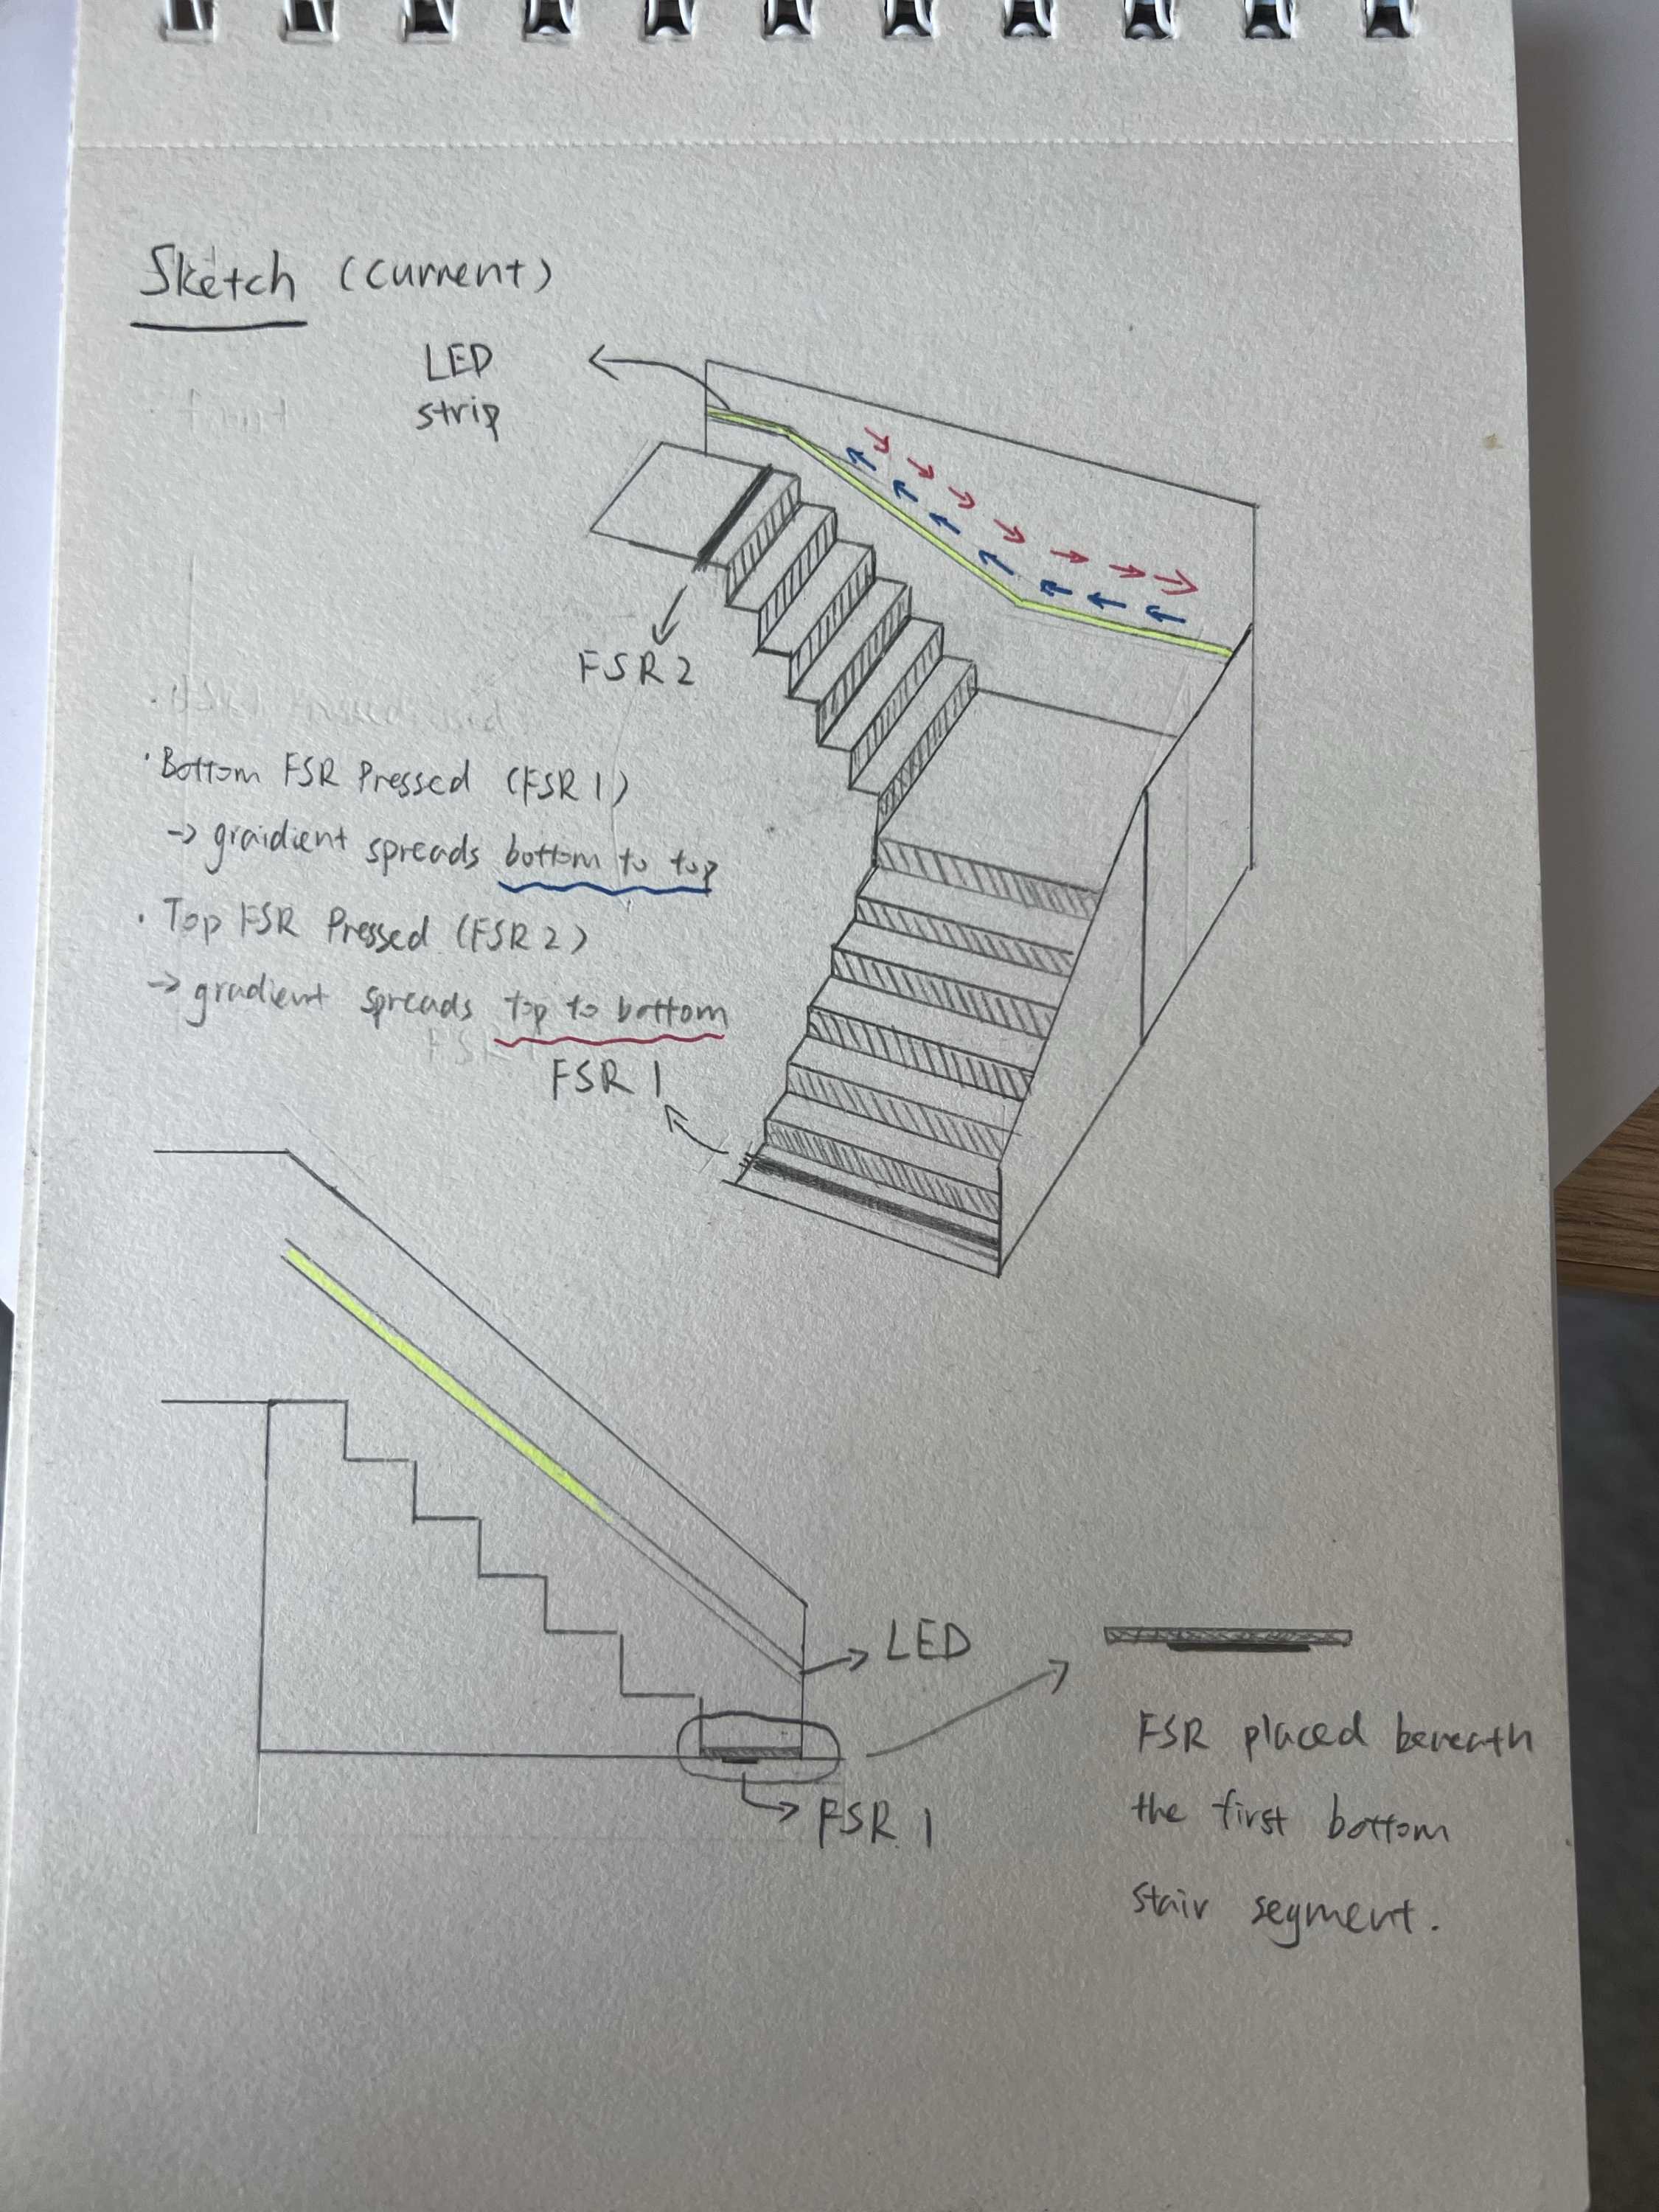 Sketch (current)
LED
strip
FSR 2
· Bottom FSR Pressed (FSR 1)
-> graidient spreads bottom to top
· Top FSR Pressed (FSR 2)
-> gradient spreads top to bottom
FSR 1
LED
FSR placed beneath
the first bottom
stair segment.
FSR 1